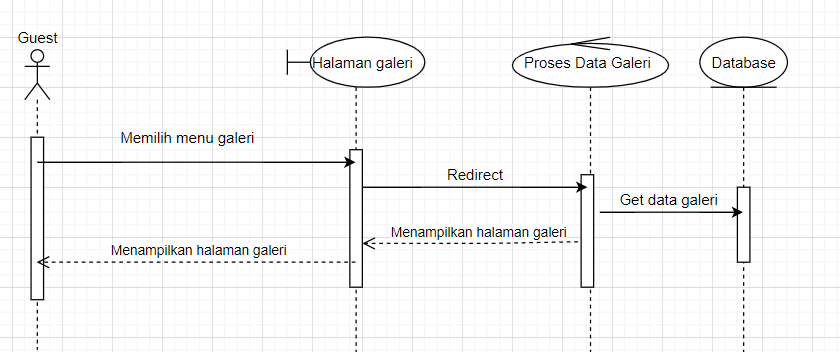 Guest
Halaman galeri
Proses Data Galeri
Database
Memilih menu galeri
Redirect
Get data galeri
Menampilkan halaman galeri
Menampilkan halaman galeri